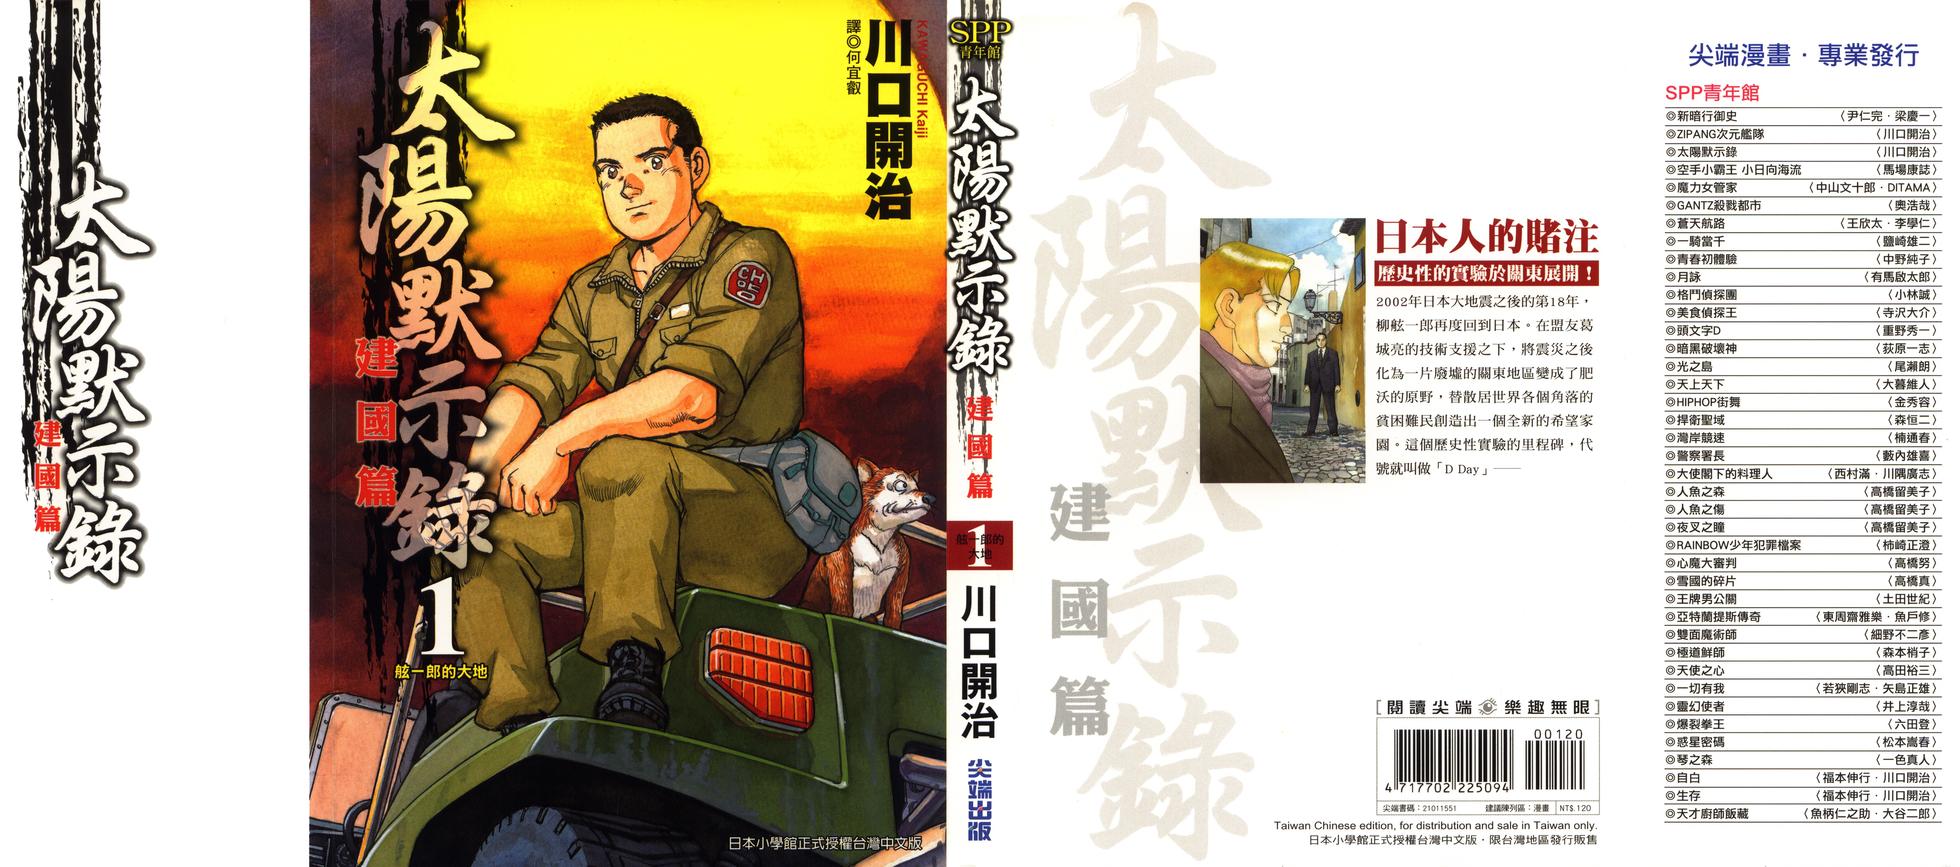 太陽默示錄
建國篇
太陽默示錄
建國篇
1
舷一郎的大地
KAWAGUCHI Kaiji
川口開治
譯◎何宜叡
CHO
日本小學館正式授權台灣中文版
SPP
青年館
太陽默示錄
建國篇
1
舷一郎的
大地
川口開治
尖端出版
太陽默示錄
建國篇
日本人的賭注
歷史性的實驗於關東展開！
2002年日本大地震之後的第18年，
柳舷一郎再度回到日本。在盟友葛
城亮的技術支援之下，將震災之後
化為一片廢墟的關東地區變成了肥
沃的原野，替散居世界各個角落的
貧困難民創造出一個全新的希望家
園。這個歷史性實驗的里程碑，代
號就叫做「D Day」——
［閱讀尖端 樂趣無限］
00120
4 717702 225094
尖端書碼：21011551 建議陳列區：漫畫 NT$.120
Taiwan Chinese edition, for distribution and sale in Taiwan only.
日本小學館正式授權台灣中文版．限台灣地區發行販售
尖端漫畫．專業發行
SPP青年館
◎新暗行御史〈尹仁完．梁慶一〉
◎ZIPANG次元艦隊〈川口開治〉
◎太陽默示錄〈川口開治〉
◎空手小霸王 小日向海流〈馬場康誌〉
◎魔力女管家〈中山文十郎．DITAMA〉
◎GANTZ殺戮都市〈奧浩哉〉
◎蒼天航路〈王欣太．李學仁〉
◎一騎當千〈鹽崎雄二〉
◎青春初體驗〈中野純子〉
◎月詠〈有馬啟太郎〉
◎格鬥偵探團〈小林誠〉
◎美食偵探王〈寺沢大介〉
◎頭文字D〈重野秀一〉
◎暗黑破壞神〈荻原一志〉
◎光之島〈尾瀨朗〉
◎天上天下〈大暮維人〉
◎HIPHOP街舞〈金秀容〉
◎捍衛聖域〈森恒二〉
◎灣岸競速〈楠通春〉
◎警察署長〈藪內雄喜〉
◎大使閣下的料理人〈西村滿．川隅廣志〉
◎人魚之森〈高橋留美子〉
◎人魚之傷〈高橋留美子〉
◎夜叉之瞳〈高橋留美子〉
◎RAINBOW少年犯罪檔案〈柿崎正澄〉
◎心魔大審判〈高橋努〉
◎雪國的碎片〈高橋真〉
◎王牌男公關〈土田世紀〉
◎亞特蘭提斯傳奇〈東周齋雅樂．魚戶修〉
◎雙面魔術師〈細野不二彥〉
◎極道鮮師〈森本梢子〉
◎天使之心〈高田裕三〉
◎一切有我〈若狹剛志．矢島正雄〉
◎靈幻使者〈井上淳哉〉
◎爆裂拳王〈六田登〉
◎惑星密碼〈松本嵩春〉
◎琴之森〈一色真人〉
◎自白〈福本伸行．川口開治〉
◎生存〈福本伸行．川口開治〉
◎天才廚師飯藏〈魚柄仁之助．大谷二郎〉